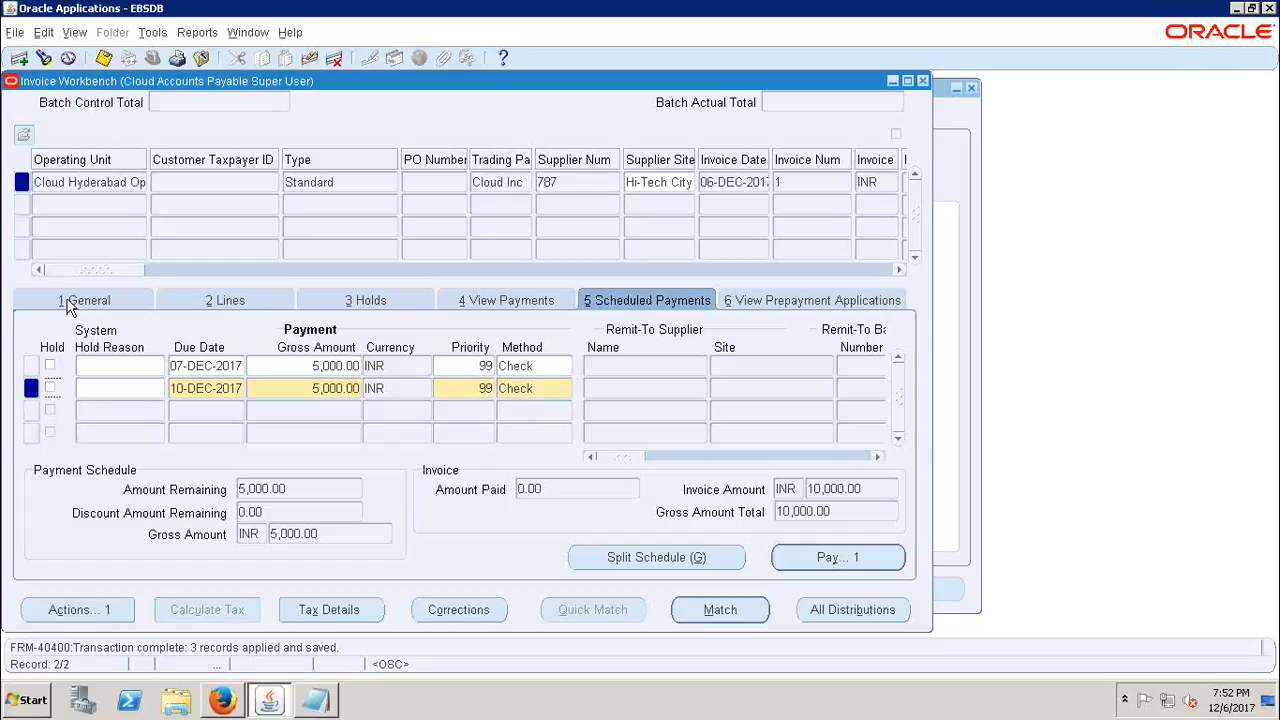 Oracle Applications - EBSDB
File Edit View Folder Tools Reports Window Help ORACLE
Invoice Workbench (Cloud Accounts Payable Super User)
Batch Control Total Batch Actual Total
Operating Unit Customer Taxpayer ID Type PO Number Trading Pa Supplier Num Supplier Site Invoice Date Invoice Num Invoice
Cloud Hyderabad Op Standard Cloud Inc 787 Hi-Tech City 06-DEC-2017 1 INR
1 General 2 Lines 3 Holds 4 View Payments 5 Scheduled Payments 6 View Prepayment Applications
System Payment Remit-To Supplier Remit-To Ba
Hold Hold Reason Due Date Gross Amount Currency Priority Method Name Site Number
07-DEC-2017 5,000.00 INR 99 Check
10-DEC-2017 5,000.00 INR 99 Check
Payment Schedule Invoice
Amount Remaining 5,000.00 Amount Paid 0.00 Invoice Amount INR 10,000.00
Discount Amount Remaining 0.00 Gross Amount Total 10,000.00
Gross Amount INR 5,000.00
Split Schedule (G) Pay... 1
Actions... 1 Calculate Tax Tax Details Corrections Quick Match Match All Distributions
FRM-40400:Transaction complete: 3 records applied and saved.
Record: 2/2 ... <OSC>
Start 7:52 PM
12/6/2017